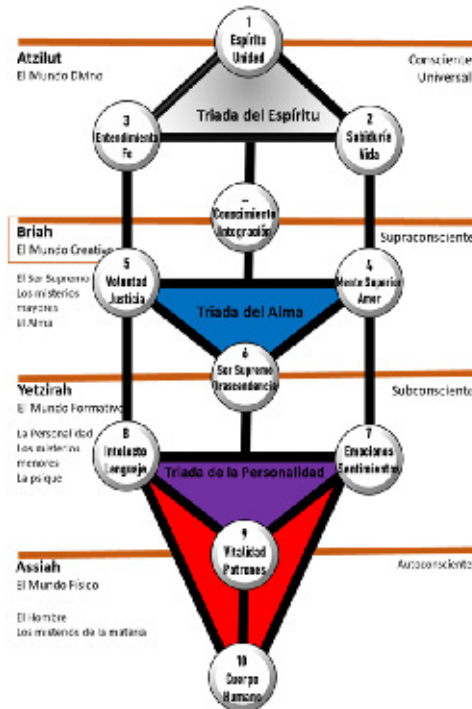 1
Espíritu
Unidad
Atzilut
El Mundo Divino
Consciente
Universal
Triada del Espíritu
3
Entendimiento
Fe
2
Sabiduría
Vida
–
Conocimiento
Integración
Briah
El Mundo Creativo
Supraconsciente
El Ser Supremo
Los misterios
mayores
El Alma
5
Voluntad
Justicia
4
Mente Superior
Amor
Triada del Alma
6
Ser Supremo
Trascendencia
Yetzirah
El Mundo Formativo
Subconsciente
La Personalidad
Los misterios
menores
La psique
8
Intelecto
Lenguaje
7
Emociones
Sentimientos
Triada de la Personalidad
9
Vitalidad
Patrones
Assiah
El Mundo Físico
Autoconsciente
El Hombre
Los misterios de la materia
10
Cuerpo
Humano